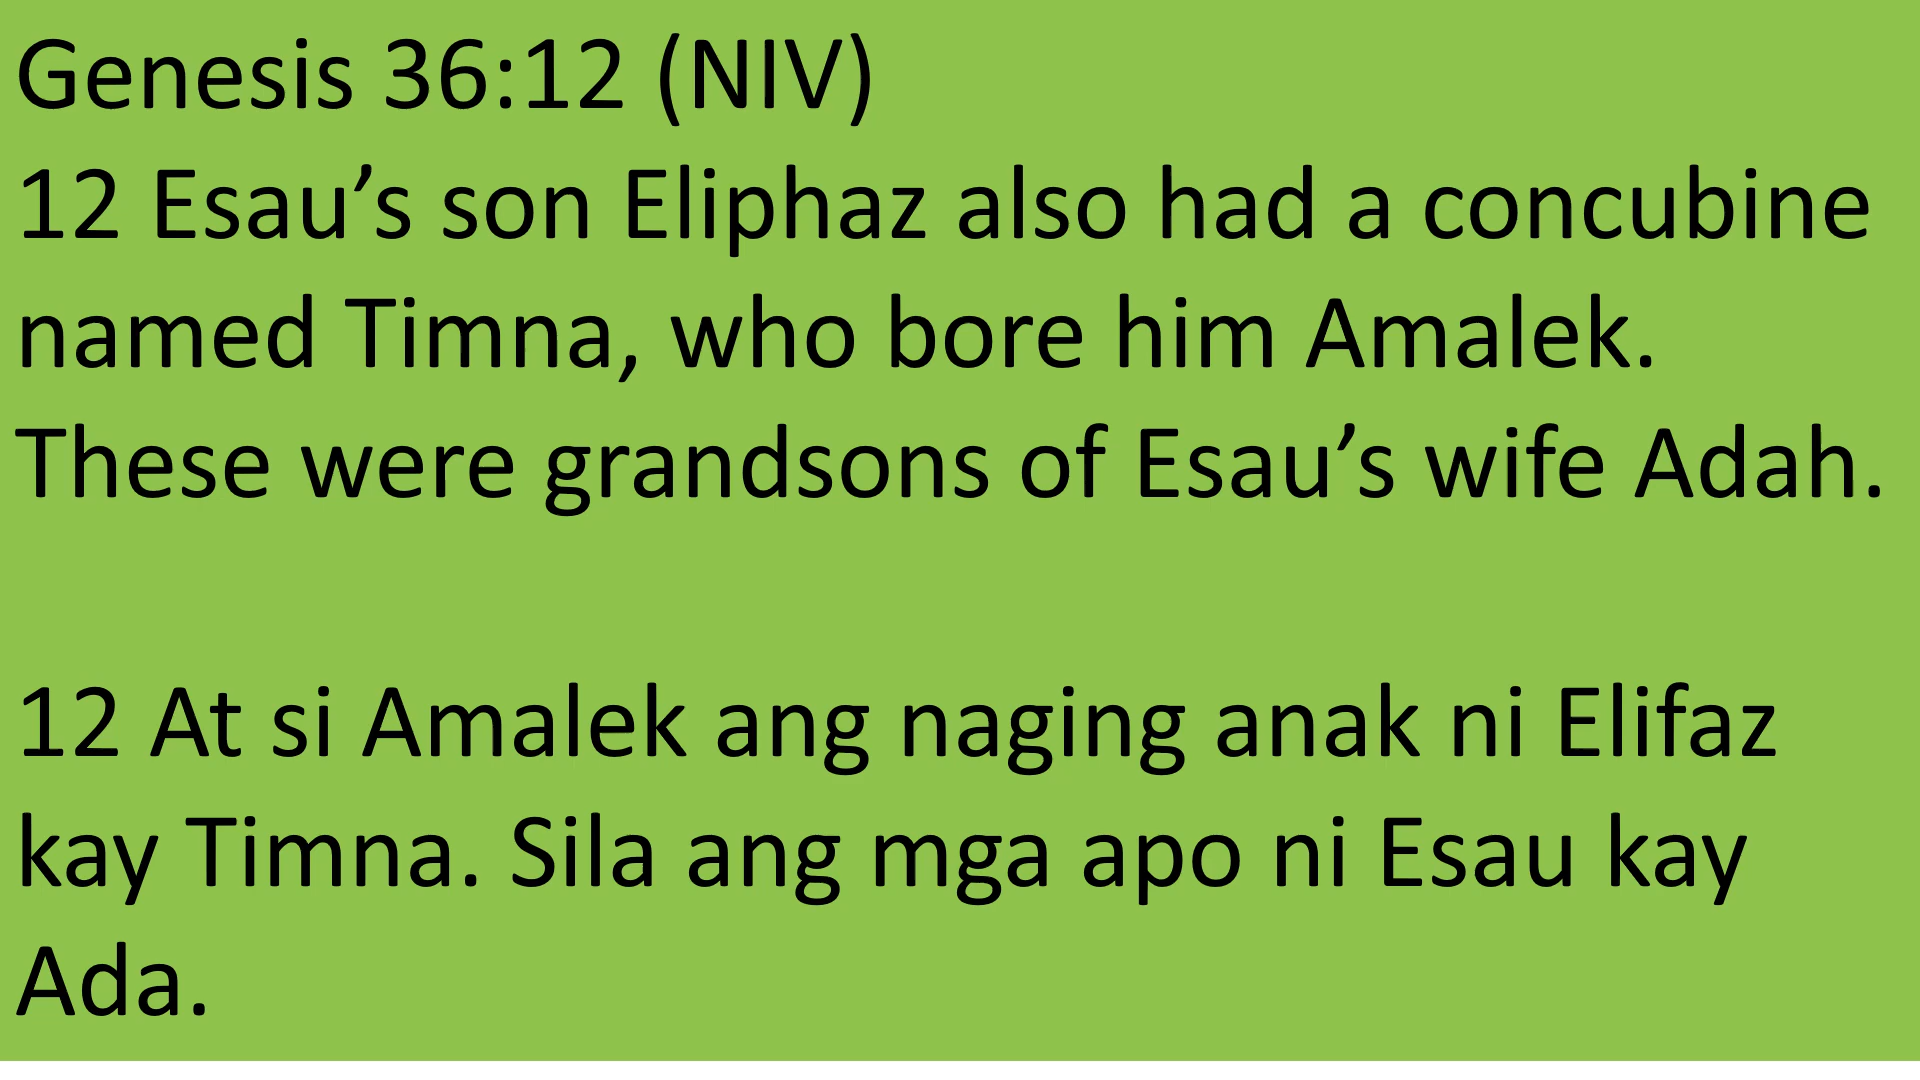 Genesis 36:12 (NIV)
12 Esau’s son Eliphaz also had a concubine
named Timna, who bore him Amalek.
These were grandsons of Esau’s wife Adah.
12 At si Amalek ang naging anak ni Elifaz
kay Timna. Sila ang mga apo ni Esau kay
Ada.